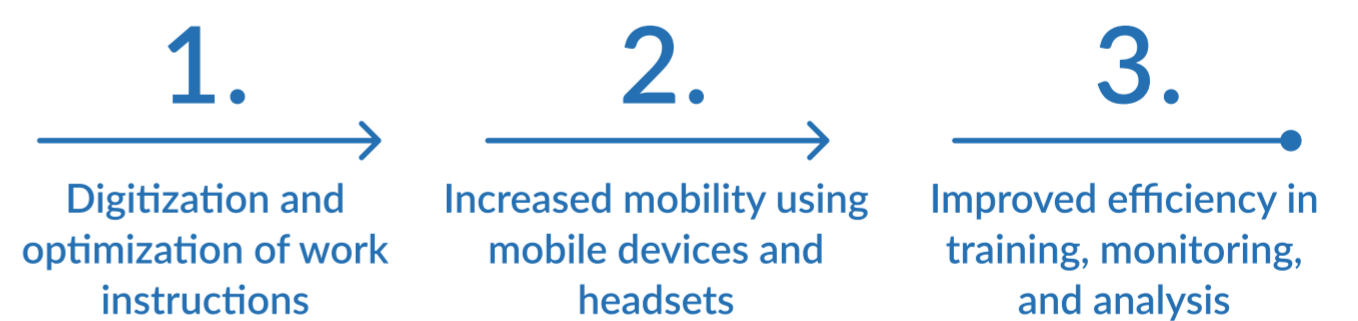 1.
Digitization and
optimization of work
instructions
2.
Increased mobility using
mobile devices and
headsets
3.
Improved efficiency in
training, monitoring,
and analysis